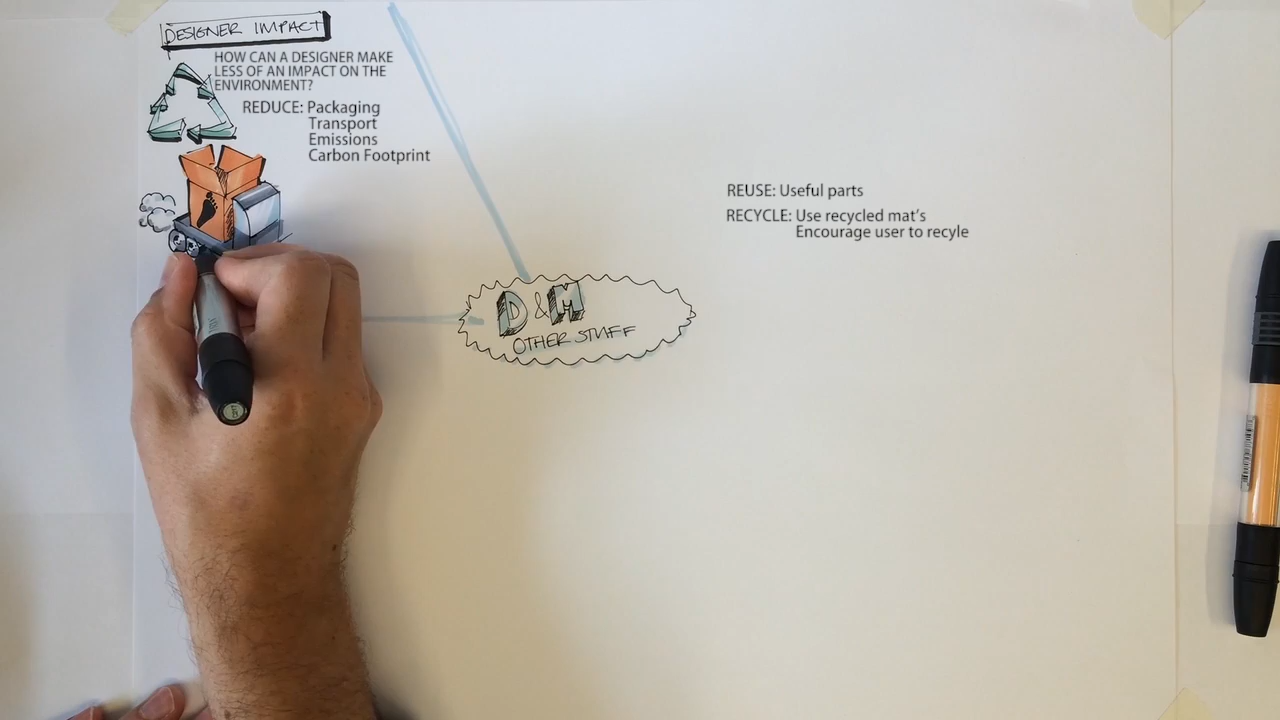 DESIGNER IMPACT
HOW CAN A DESIGNER MAKE
LESS OF AN IMPACT ON THE
ENVIRONMENT?
REDUCE: Packaging
Transport
Emissions
Carbon Footprint
REUSE: Useful parts
RECYCLE: Use recycled mat's
Encourage user to recyle
D & M
OTHER STUFF